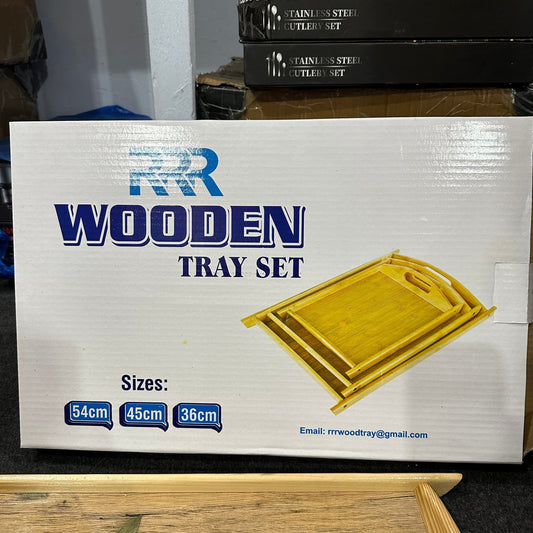 STAINLESS STEEL
CUTLERY SET
STAINLESS STEEL
CUTLERY SET
RRR
WOODEN
TRAY SET
Sizes:
54cm 45cm 36cm
Email: rrrwoodtray@gmail.com